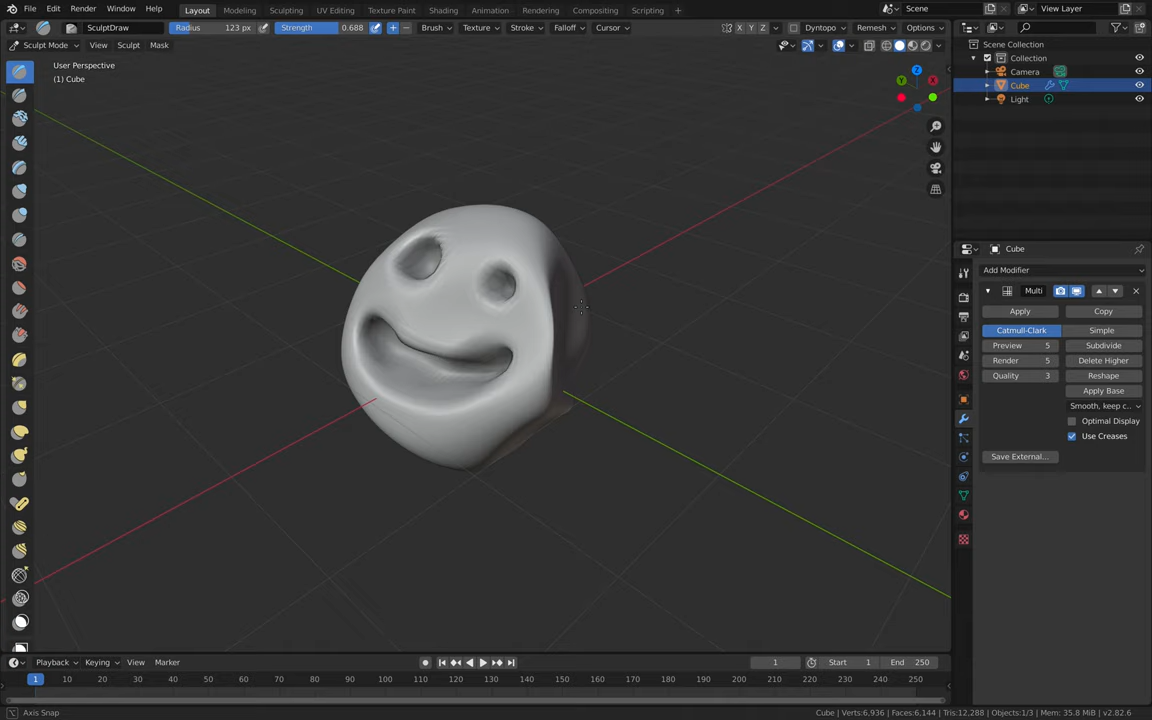 File Edit Render Window Help Layout Modeling Sculpting UV Editing Texture Paint Shading Animation Rendering Compositing Scripting Scene View Layer
SculptDraw Radius 123 px Strength 0.688 Brush Texture Stroke Falloff Cursor X Y Z Dyntopo Remesh Options
Sculpt Mode View Sculpt Mask
User Perspective
(1) Cube
Z
Y
X
Scene Collection
Collection
Camera
Cube
Light
Cube
Add Modifier
Multi
Apply Copy
Catmull-Clark Simple
Preview 5 Subdivide
Render 5 Delete Higher
Quality 3 Reshape
Apply Base
Smooth, keep c...
Optimal Display
Use Creases
Save External...
Playback Keying View Marker 1 Start 1 End 250
1 10 20 30 40 50 60 70 80 90 100 110 120 130 140 150 160 170 180 190 200 210 220 230 240 250
Axis Snap Cube | Verts:6,936 | Faces:6,144 | Tris:12,288 | Objects:1/3 | Mem: 35.8 MiB | v2.82.6